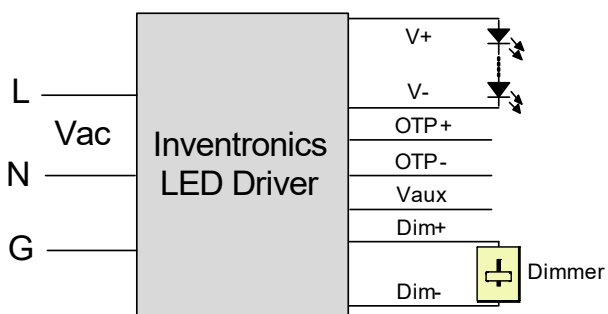 L
Vac
N
G
Inventronics
LED Driver
V+
V-
OTP+
OTP-
Vaux
Dim+
Dim-
Dimmer